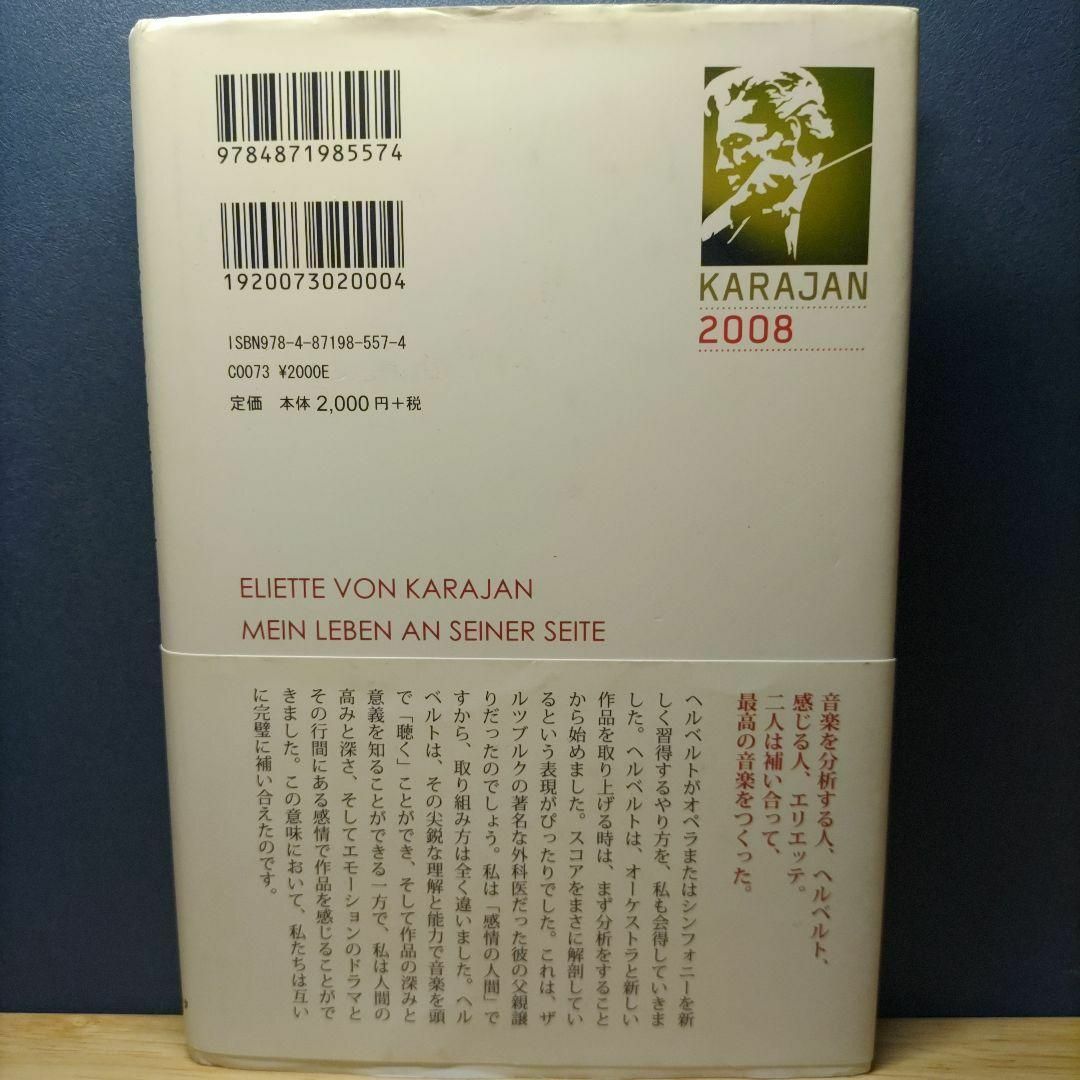 9784871985574
1920073020004
ISBN978-4-87198-557-4
C0073 ¥2000E
定価 本体2,000円+税
KARAJAN
2008
ELIETTE VON KARAJAN
MEIN LEBEN AN SEINER SEITE
音楽を分析する人、ヘルベルト、
感じる人、エリエッテ。
二人は補い合って、
最高の音楽をつくった。
ヘルベルトがオペラまたはシンフォニーを新
しく習得するやり方を、私も会得していきま
した。ヘルベルトは、オーケストラと新しい
作品を取り上げる時は、まず分析をすること
から始めました。スコアをまさに解剖してい
るという表現がぴったりでした。これは、ザ
ルツブルクの著名な外科医だった彼の父親譲
りだったのでしょう。私は「感情の人間」で
すから、取り組み方は全く違いました。ヘル
ベルトは、その尖鋭な理解と能力で音楽を頭
で「聴く」ことができ、そして作品の深みと
意義を知ることができる一方で、私は人間の
高みと深さ、そしてエモーションのドラマと
その行間にある感情で作品を感じることがで
きました。この意味において、私たちは互い
に完璧に補い合えたのです。